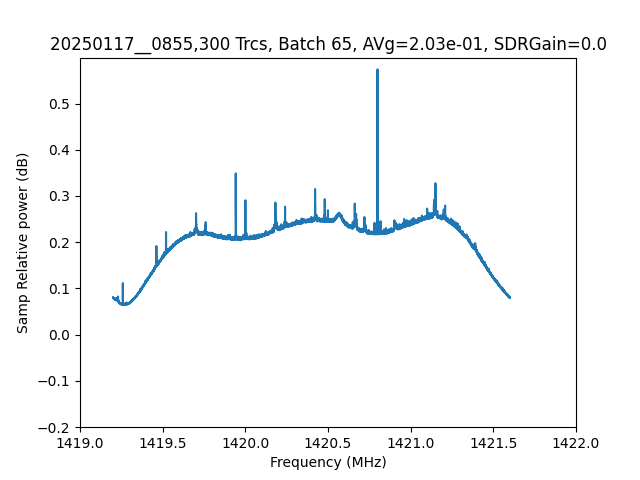 20250117__0855,300 Trcs, Batch 65, AVg=2.03e-01, SDRGain=0.0
Samp Relative power (dB)
0.5
0.4
0.3
0.2
0.1
0.0
−0.1
−0.2
1419.0 1419.5 1420.0 1420.5 1421.0 1421.5 1422.0
Frequency (MHz)